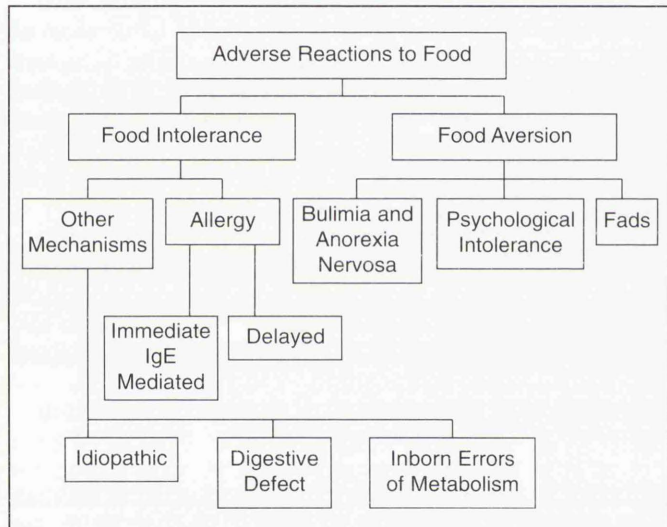 Adverse Reactions to Food
Food Intolerance
Food Aversion
Other
Mechanisms
Allergy
Bulimia and
Anorexia
Nervosa
Psychological
Intolerance
Fads
Immediate
IgE
Mediated
Delayed
Idiopathic
Digestive
Defect
Inborn Errors
of Metabolism